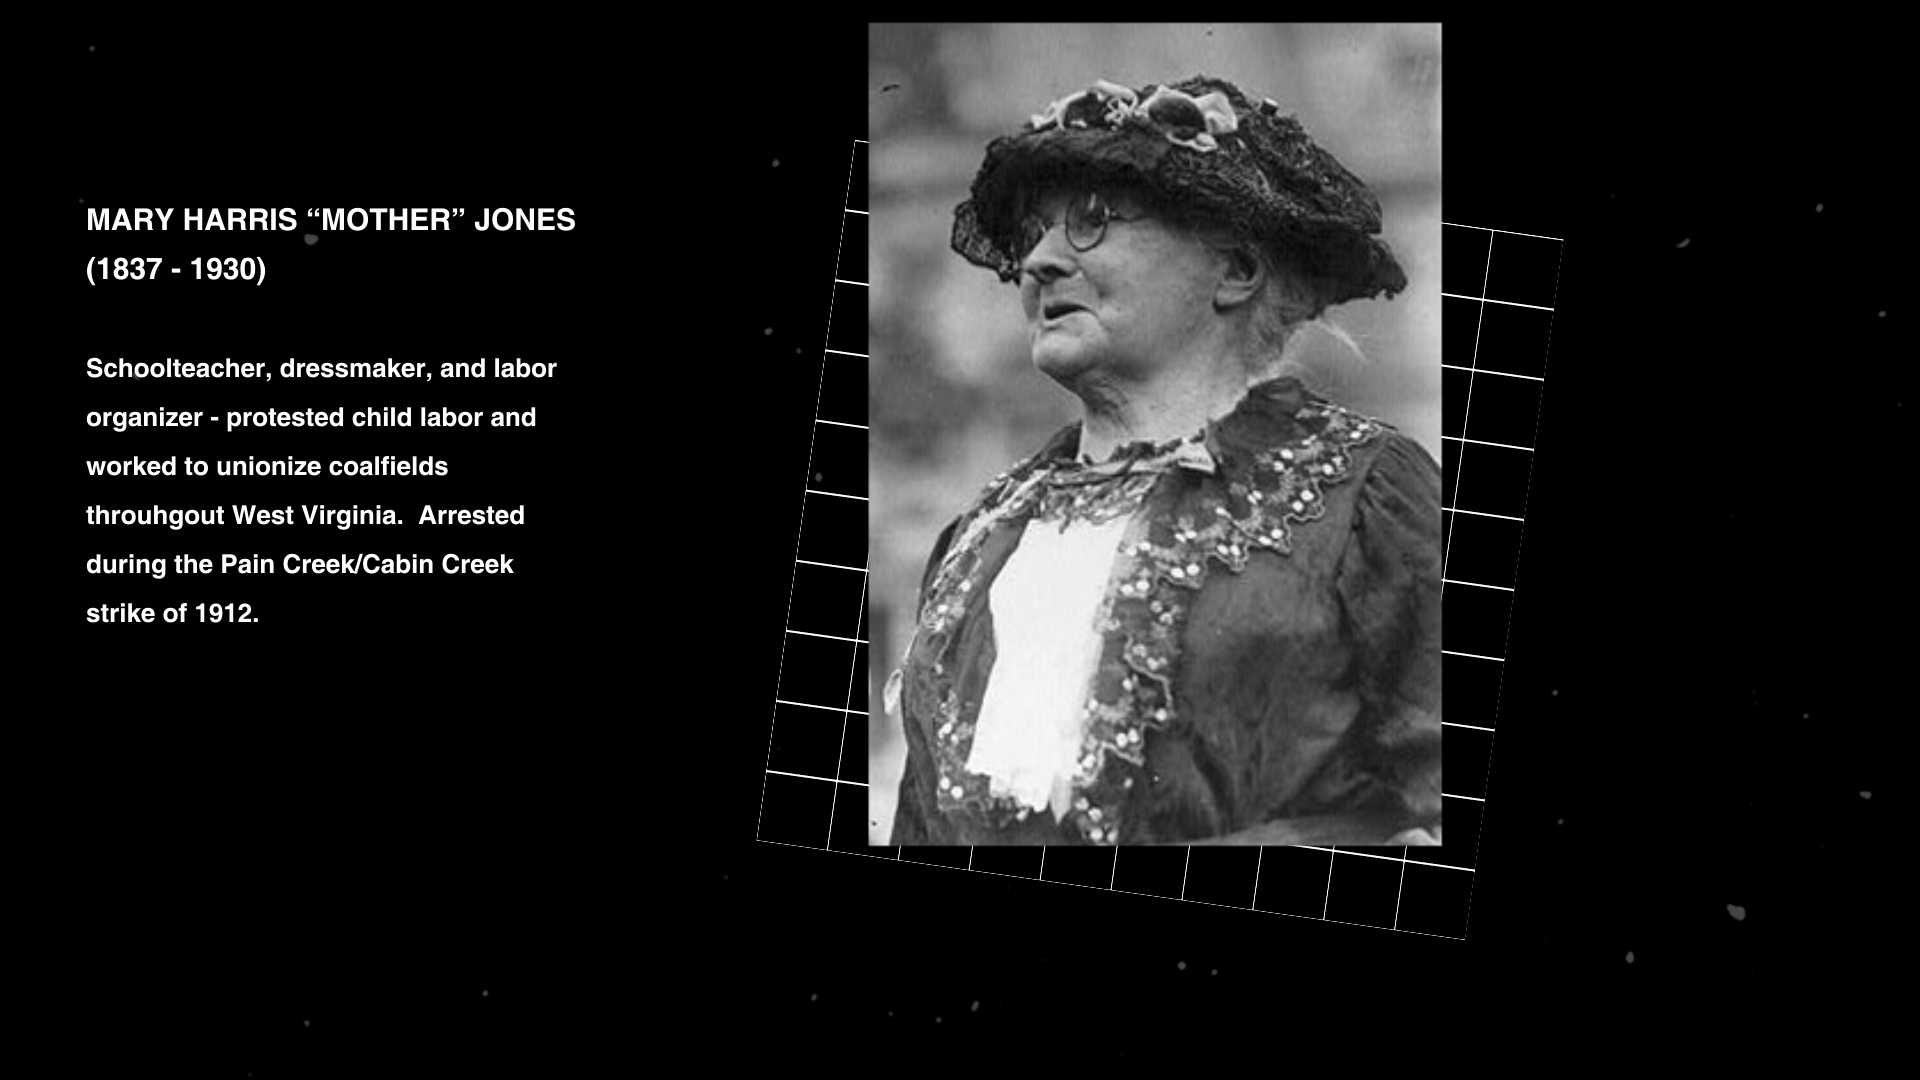 MARY HARRIS “MOTHER” JONES
(1837 - 1930)
Schoolteacher, dressmaker, and labor
organizer - protested child labor and
worked to unionize coalfields
throuhgout West Virginia.  Arrested
during the Pain Creek/Cabin Creek
strike of 1912.